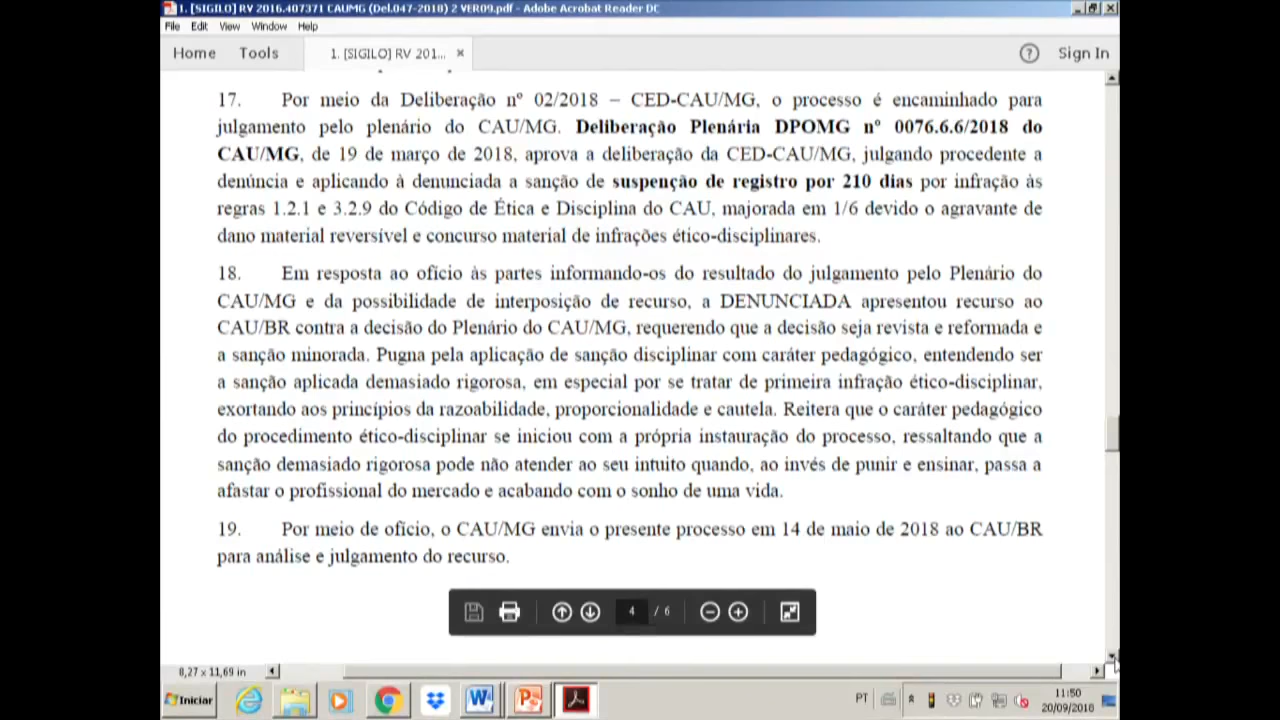 1. [SIGILO] RV 2016.407371 CAUMG (Del.047-2018) 2 VER09.pdf - Adobe Acrobat Reader DC
File Edit View Window Help
Home Tools 1. [SIGILO] RV 201... × ? Sign In
17. Por meio da Deliberação nº 02/2018 – CED-CAU/MG, o processo é encaminhado para
julgamento pelo plenário do CAU/MG. Deliberação Plenária DPOMG nº 0076.6.6/2018 do
CAU/MG, de 19 de março de 2018, aprova a deliberação da CED-CAU/MG, julgando procedente a
denúncia e aplicando à denunciada a sanção de suspenção de registro por 210 dias por infração às
regras 1.2.1 e 3.2.9 do Código de Ética e Disciplina do CAU, majorada em 1/6 devido o agravante de
dano material reversível e concurso material de infrações ético-disciplinares.
18. Em resposta ao ofício às partes informando-os do resultado do julgamento pelo Plenário do
CAU/MG e da possibilidade de interposição de recurso, a DENUNCIADA apresentou recurso ao
CAU/BR contra a decisão do Plenário do CAU/MG, requerendo que a decisão seja revista e reformada e
a sanção minorada. Pugna pela aplicação de sanção disciplinar com caráter pedagógico, entendendo ser
a sanção aplicada demasiado rigorosa, em especial por se tratar de primeira infração ético-disciplinar,
exortando aos princípios da razoabilidade, proporcionalidade e cautela. Reitera que o caráter pedagógico
do procedimento ético-disciplinar se iniciou com a própria instauração do processo, ressaltando que a
sanção demasiado rigorosa pode não atender ao seu intuito quando, ao invés de punir e ensinar, passa a
afastar o profissional do mercado e acabando com o sonho de uma vida.
19. Por meio de ofício, o CAU/MG envia o presente processo em 14 de maio de 2018 ao CAU/BR
para análise e julgamento do recurso.
4 / 6
8,27 x 11,69 in
Iniciar PT 11:50
20/09/2018